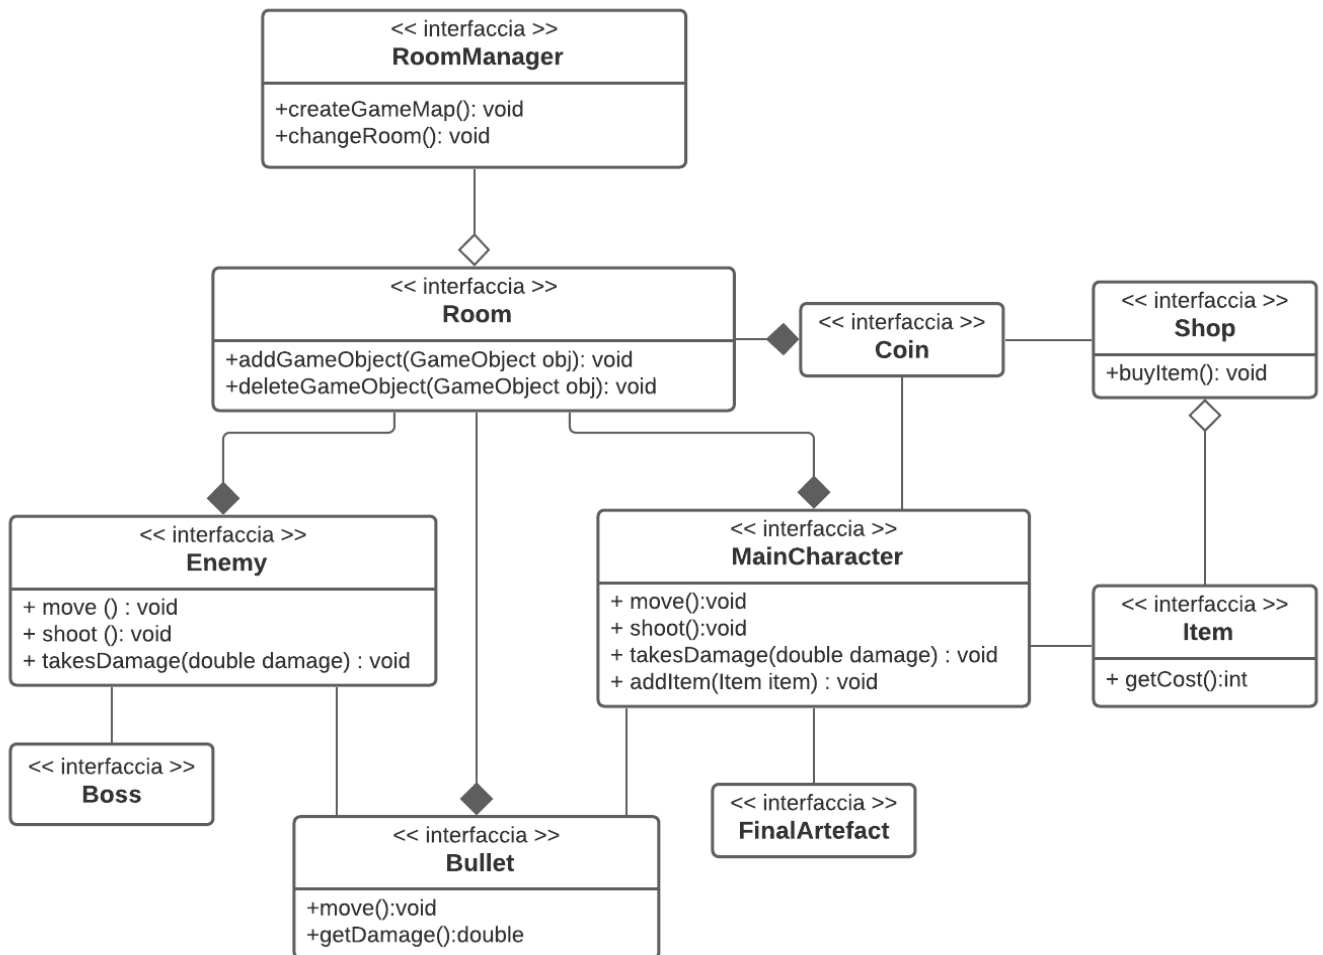 << interfaccia >>
RoomManager
+createGameMap(): void
+changeRoom(): void
<< interfaccia >>
Room
+addGameObject(GameObject obj): void
+deleteGameObject(GameObject obj): void
<< interfaccia >>
Coin
<< interfaccia >>
Shop
+buyItem(): void
<< interfaccia >>
Enemy
+ move () : void
+ shoot (): void
+ takesDamage(double damage) : void
<< interfaccia >>
MainCharacter
+ move():void
+ shoot():void
+ takesDamage(double damage) : void
+ addItem(Item item) : void
<< interfaccia >>
Item
+ getCost():int
<< interfaccia >>
Boss
<< interfaccia >>
Bullet
+move():void
+getDamage():double
<< interfaccia >>
FinalArtefact